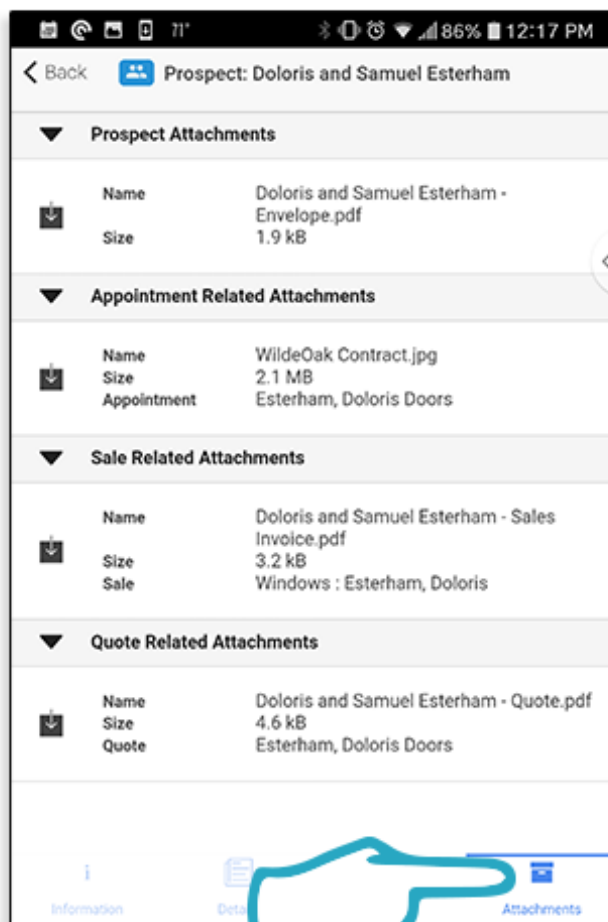 71° 86% 12:17 PM
Back Prospect: Doloris and Samuel Esterham
Prospect Attachments
Name Doloris and Samuel Esterham -
Envelope.pdf
Size 1.9 kB
Appointment Related Attachments
Name WildeOak Contract.jpg
Size 2.1 MB
Appointment Esterham, Doloris Doors
Sale Related Attachments
Name Doloris and Samuel Esterham - Sales
Invoice.pdf
Size 3.2 kB
Sale Windows : Esterham, Doloris
Quote Related Attachments
Name Doloris and Samuel Esterham - Quote.pdf
Size 4.6 kB
Quote Esterham, Doloris Doors
Information Attachments